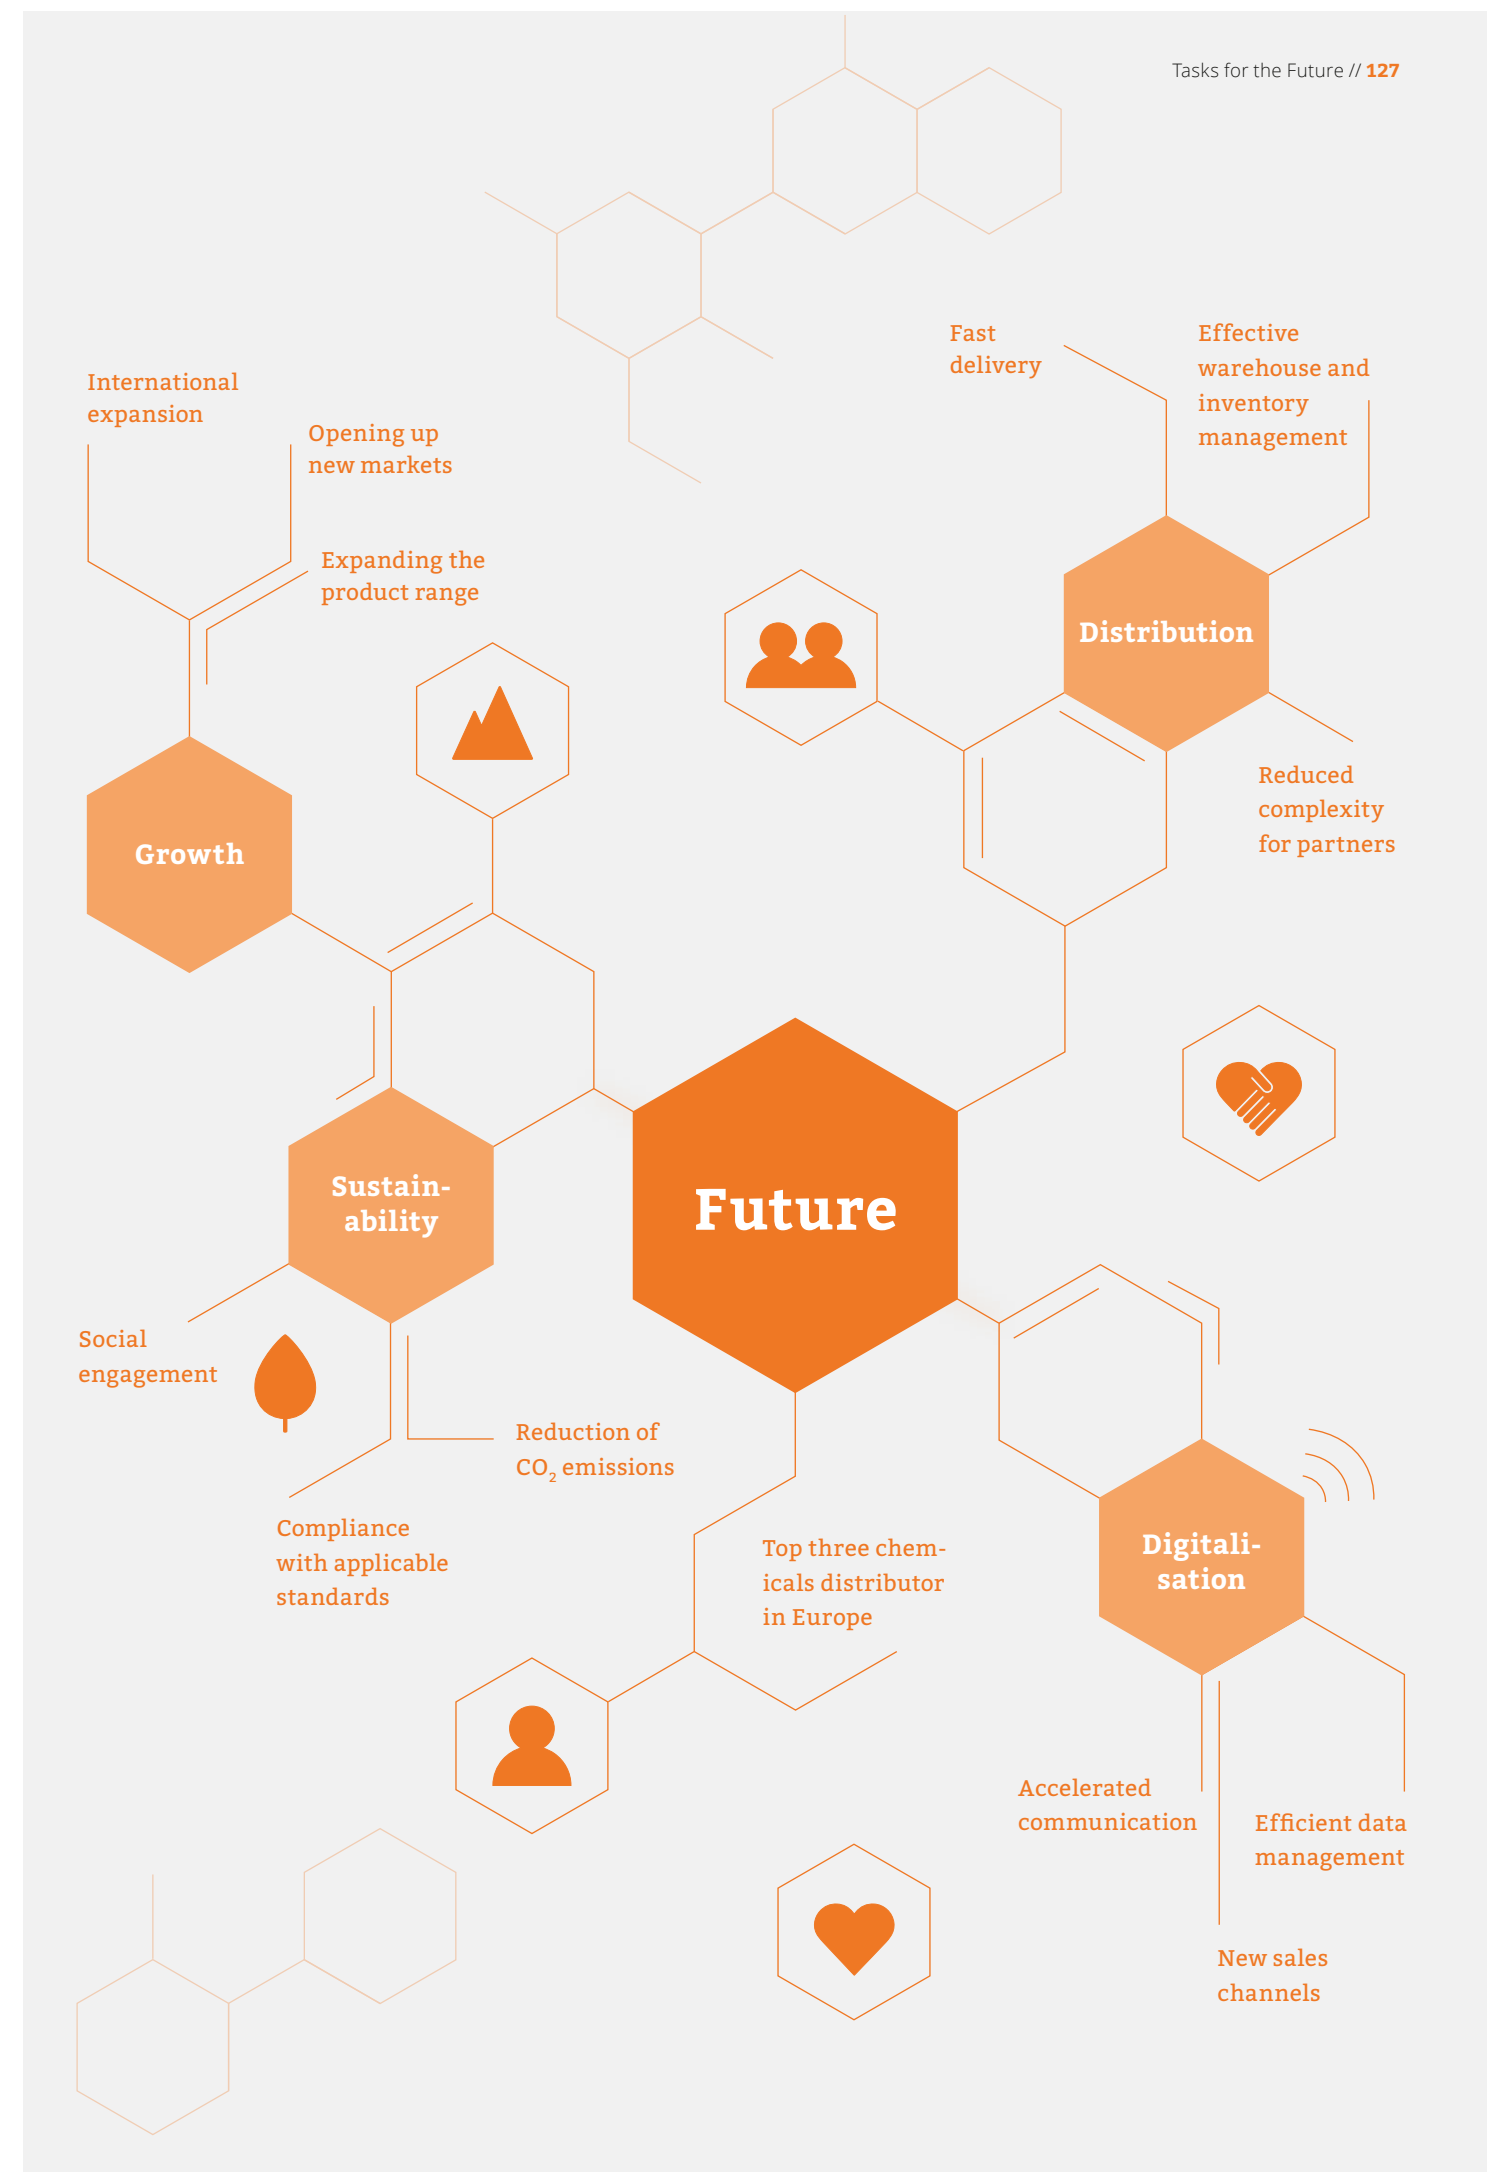 Tasks for the Future // 127
Fast
delivery
Effective
warehouse and
inventory
management
International
expansion
Opening up
new markets
Expanding the
product range
Distribution
Reduced
complexity
for partners
Growth
Sustain-
ability
Future
Social
engagement
Reduction of
CO₂ emissions
Compliance
with applicable
standards
Top three chem-
icals distributor
in Europe
Digitali-
sation
Accelerated
communication
Efficient data
management
New sales
channels